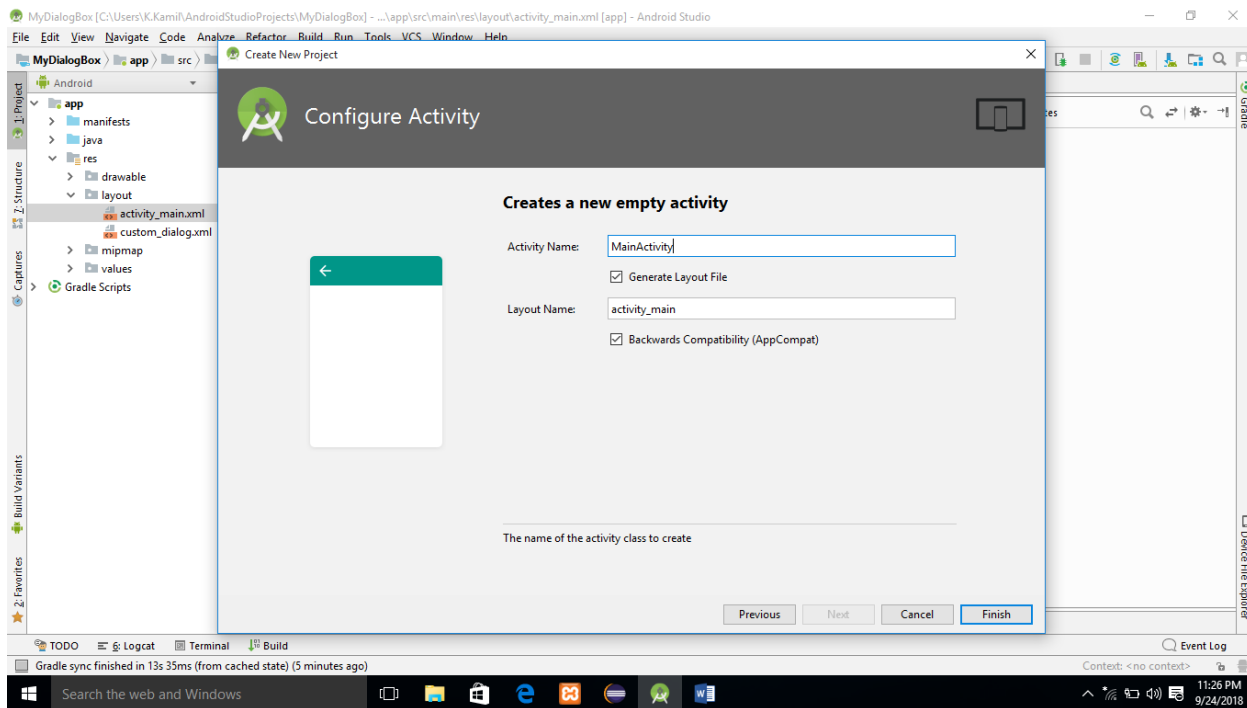 MyDialogBox [C:\Users\K.Kamil\AndroidStudioProjects\MyDialogBox] - ...\app\src\main\res\layout\activity_main.xml [app] - Android Studio
File Edit View Navigate Code Analyze Refactor Build Run Tools VCS Window Help
MyDialogBox app src
Create New Project
Android
1: Project
app
manifests
java
res
drawable
layout
activity_main.xml
custom_dialog.xml
mipmap
values
Gradle Scripts
Z: Structure
Captures
Build Variants
2: Favorites
Configure Activity
Creates a new empty activity
Activity Name: MainActivity
Generate Layout File
Layout Name: activity_main
Backwards Compatibility (AppCompat)
The name of the activity class to create
Previous Next Cancel Finish
Gradle
Device File Explorer
TODO 6: Logcat Terminal Build Event Log
Gradle sync finished in 13s 35ms (from cached state) (5 minutes ago) Context: <no context>
Search the web and Windows
11:26 PM
9/24/2018